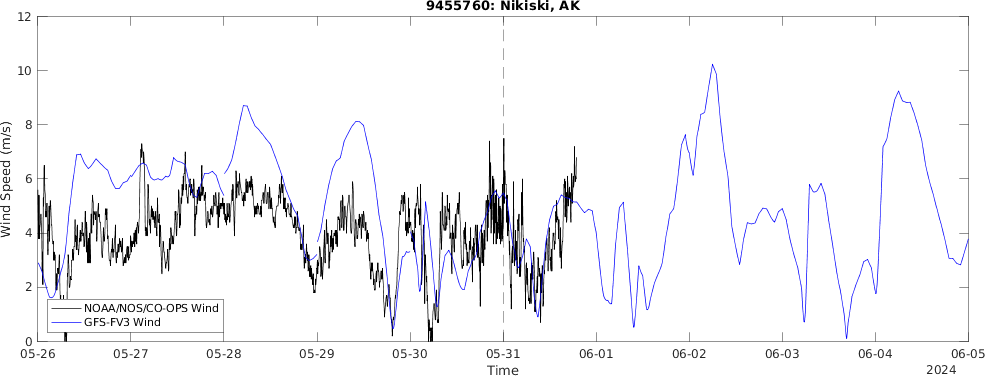 9455760: Nikiski, AK
Wind Speed (m/s)
12
10
8
6
4
2
0
NOAA/NOS/CO-OPS Wind
GFS-FV3 Wind
05-26 05-27 05-28 05-29 05-30 05-31 06-01 06-02 06-03 06-04 06-05
Time
2024